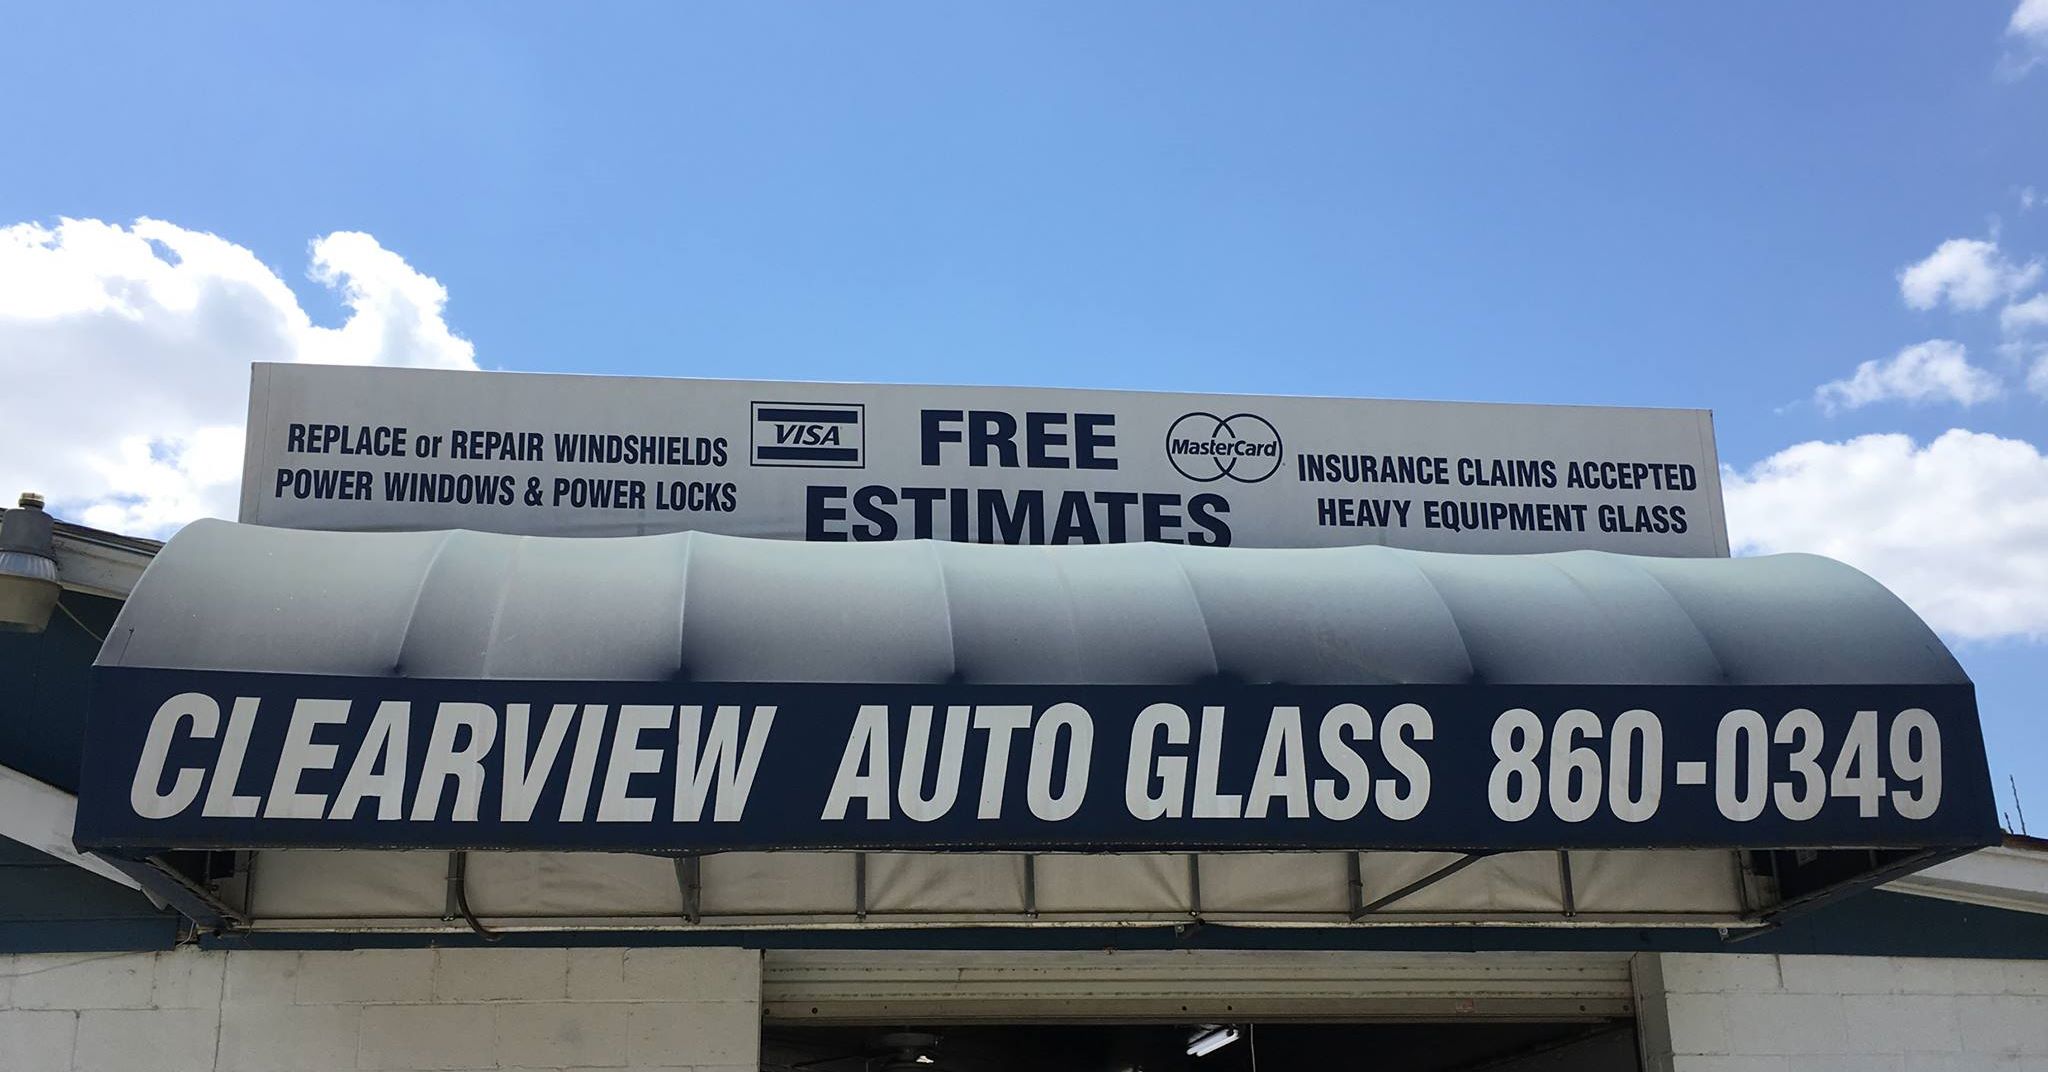 REPLACE or REPAIR WINDSHIELDS
POWER WINDOWS & POWER LOCKS
VISA
FREE
ESTIMATES
MasterCard
INSURANCE CLAIMS ACCEPTED
HEAVY EQUIPMENT GLASS
CLEARVIEW AUTO GLASS 860-0349